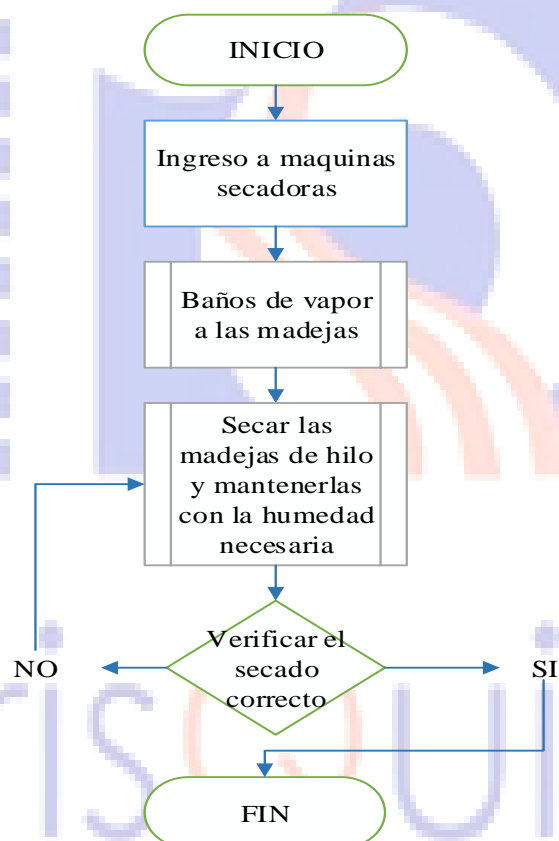 INICIO
Ingreso a maquinas
secadoras
Baños de vapor
a las madejas
Secar las
madejas de hilo
y mantenerlas
con la humedad
necesaria
Verificar el
secado
correcto
NO
SI
FIN